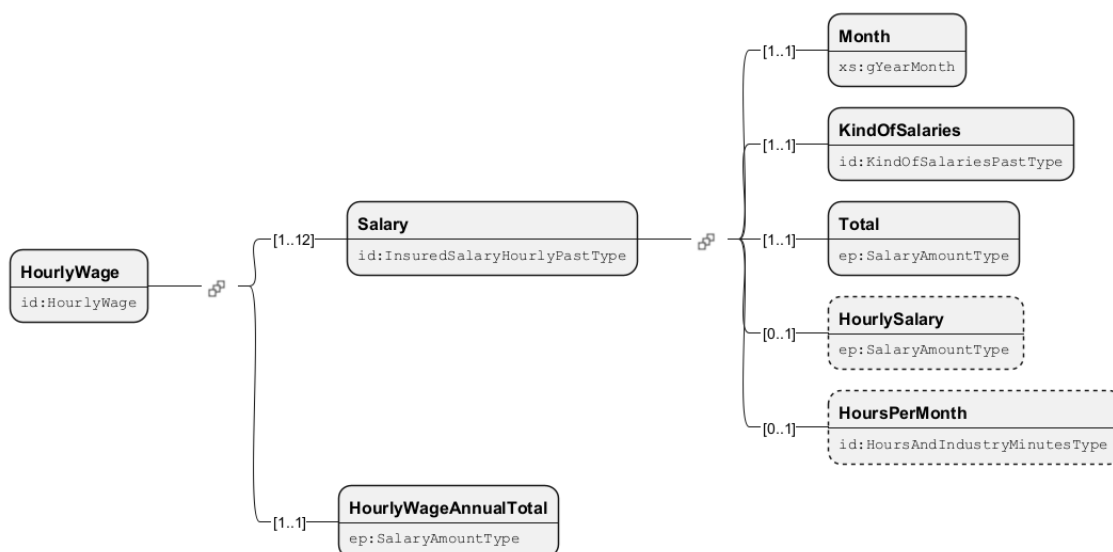 HourlyWage
id:HourlyWage
[1..12]
Salary
id:InsuredSalaryHourlyPastType
[1..1]
Month
xs:gYearMonth
[1..1]
KindOfSalaries
id:KindOfSalariesPastType
[1..1]
Total
ep:SalaryAmountType
[0..1]
HourlySalary
ep:SalaryAmountType
[0..1]
HoursPerMonth
id:HoursAndIndustryMinutesType
[1..1]
HourlyWageAnnualTotal
ep:SalaryAmountType